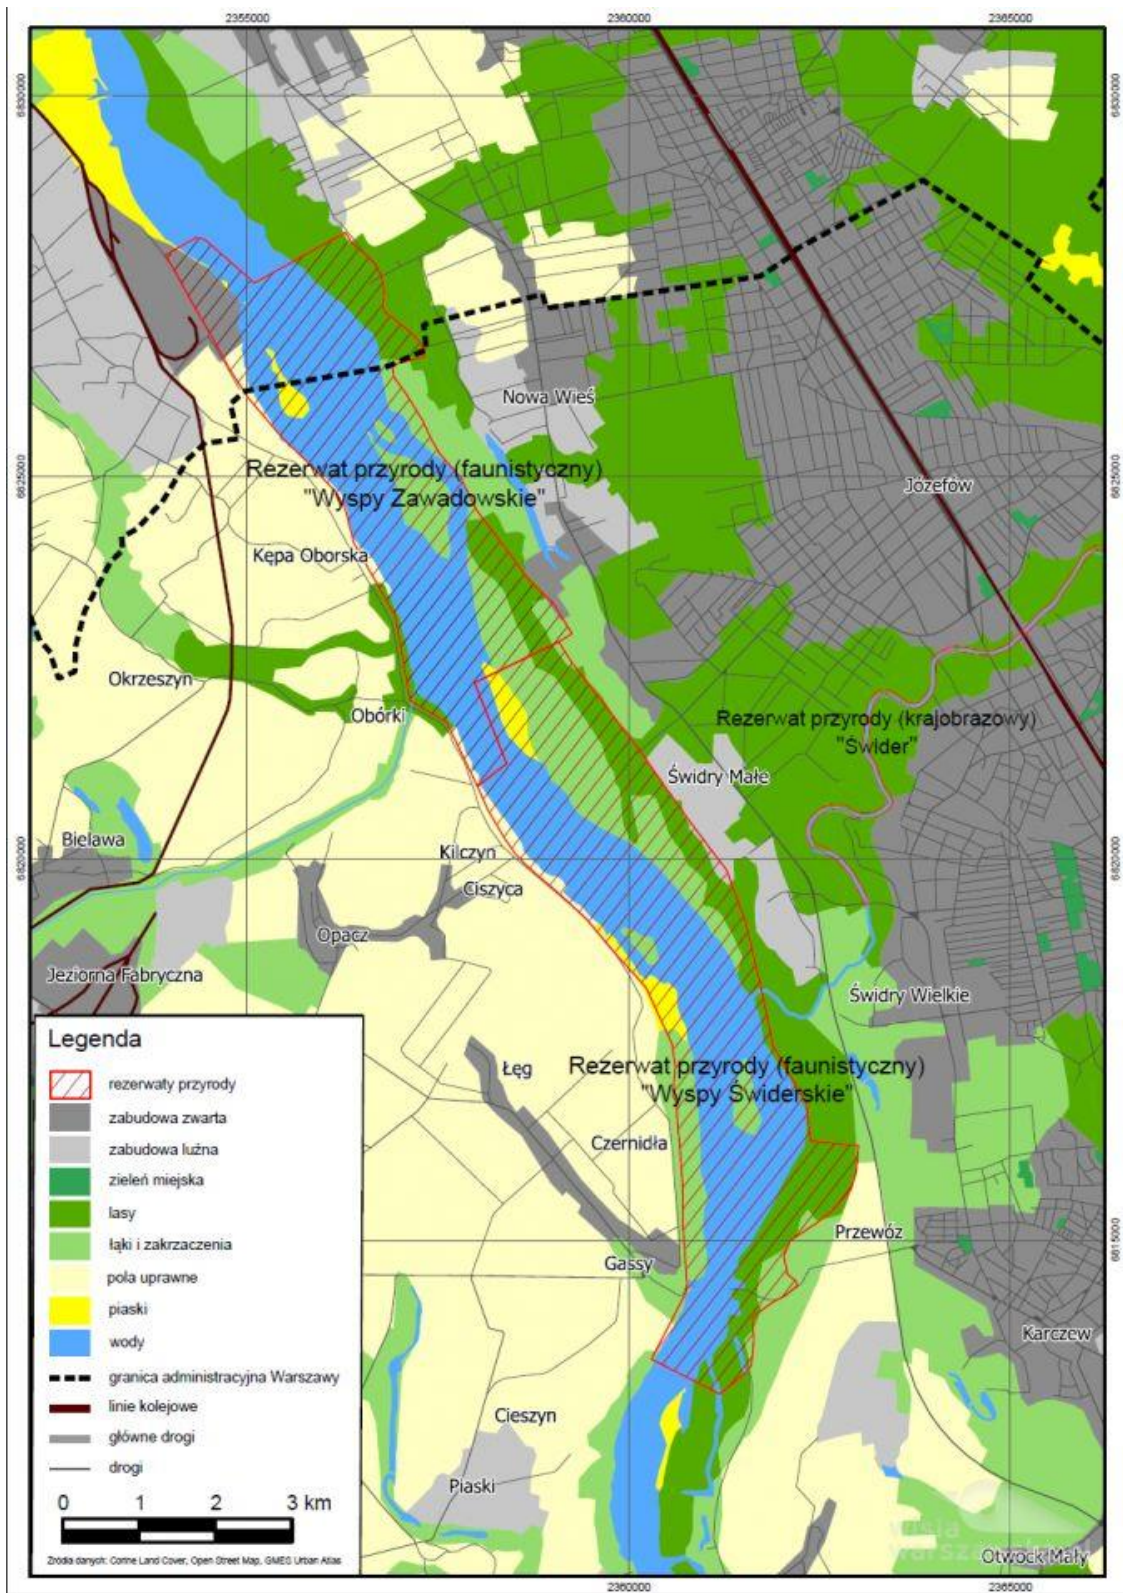 2355000
2360000
2365000
6830000
6830000
Nowa Wieś
Rezerwat przyrody (faunistyczny)
"Wyspy Zawadowskie"
6825000
6825000
Józefów
Kępa Oborska
Okrzeszyn
Obórki
Rezerwat przyrody (krajobrazowy)
"Świder"
Świdry Małe
Bielawa
Kilczyn
6820000
6820000
Ciszyca
Opacz
Jeziorna Fabryczna
Świdry Wielkie
Łęg
Rezerwat przyrody (faunistyczny)
"Wyspy Świderskie"
Czernidła
Przewóz
6815000
Gassy
Karczew
Cieszyn
Piaski
Otwock Mały
Legenda
rezerwaty przyrody
zabudowa zwarta
zabudowa luźna
zieleń miejska
lasy
łąki i zakrzaczenia
pola uprawne
piaski
wody
granica administracyjna Warszawy
linie kolejowe
główne drogi
drogi
0 1 2 3 km
Źródła danych: Corine Land Cover, Open Street Map, GMES Urban Atlas
wisła
warszawska
2360000
2365000